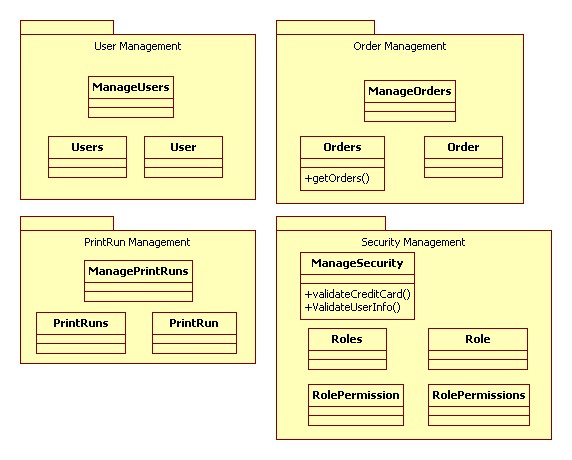 User Management
ManageUsers
Users
User
Order Management
ManageOrders
Orders
+getOrders()
Order
PrintRun Management
ManagePrintRuns
PrintRuns
PrintRun
Security Management
ManageSecurity
+validateCreditCard()
+ValidateUserInfo()
Roles
Role
RolePermission
RolePermissions